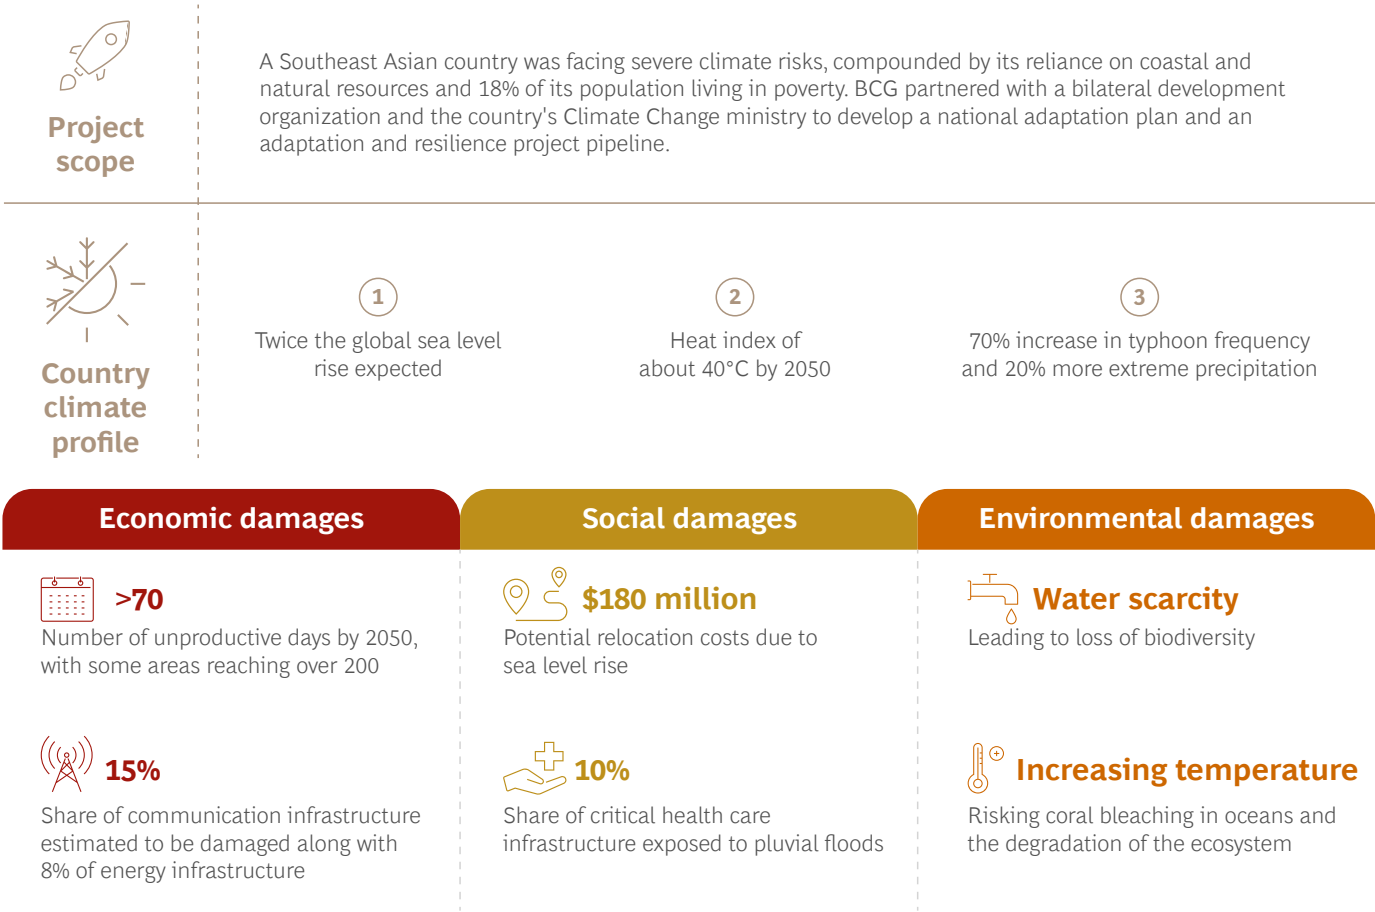 Project
scope
A Southeast Asian country was facing severe climate risks, compounded by its reliance on coastal and
natural resources and 18% of its population living in poverty. BCG partnered with a bilateral development
organization and the country's Climate Change ministry to develop a national adaptation plan and an
adaptation and resilience project pipeline.
Country
climate
profile
1
Twice the global sea level
rise expected
2
Heat index of
about 40°C by 2050
3
70% increase in typhoon frequency
and 20% more extreme precipitation
Economic damages
>70
Number of unproductive days by 2050,
with some areas reaching over 200
15%
Share of communication infrastructure
estimated to be damaged along with
8% of energy infrastructure
Social damages
$180 million
Potential relocation costs due to
sea level rise
10%
Share of critical health care
infrastructure exposed to pluvial floods
Environmental damages
Water scarcity
Leading to loss of biodiversity
Increasing temperature
Risking coral bleaching in oceans and
the degradation of the ecosystem